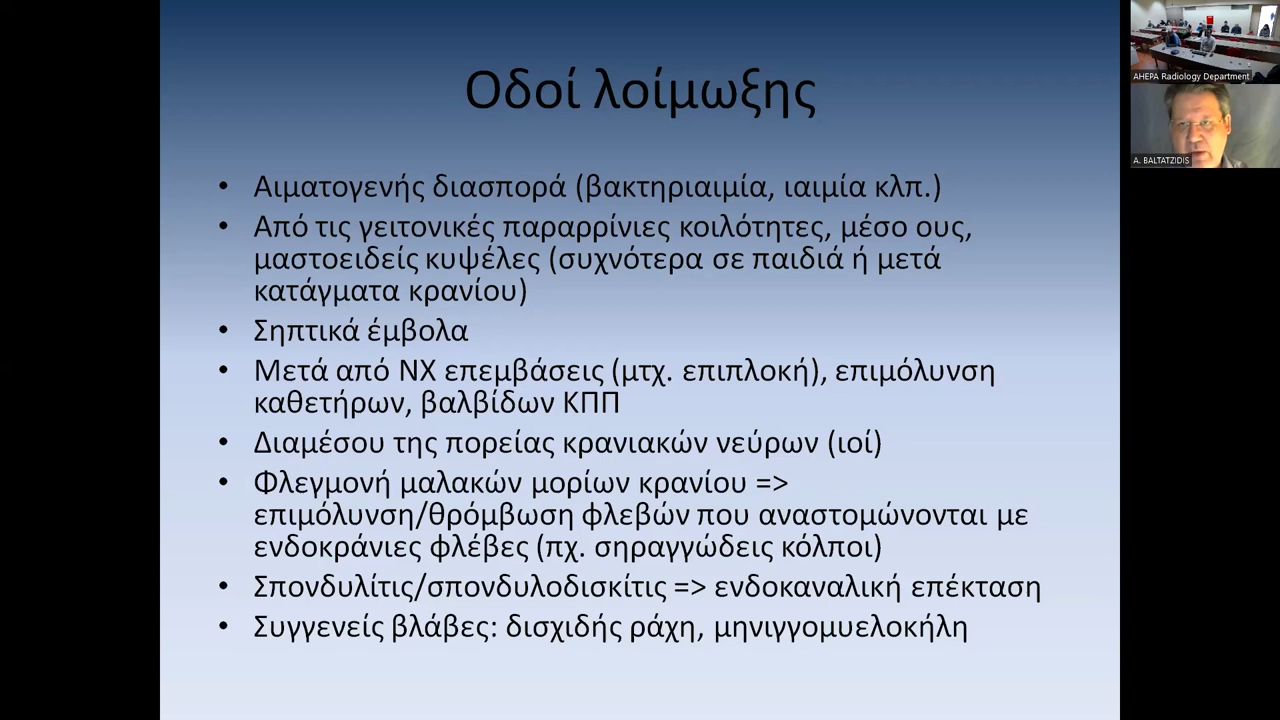 Οδοί λοίμωξης
• Αιματογενής διασπορά (βακτηριαιμία, ιαιμία κλπ.)
• Από τις γειτονικές παραρρίνιες κοιλότητες, μέσο ους,
μαστοειδείς κυψέλες (συχνότερα σε παιδιά ή μετά
κατάγματα κρανίου)
• Σηπτικά έμβολα
• Μετά από ΝΧ επεμβάσεις (μτχ. επιπλοκή), επιμόλυνση
καθετήρων, βαλβίδων ΚΠΠ
• Διαμέσου της πορείας κρανιακών νεύρων (ιοί)
• Φλεγμονή μαλακών μορίων κρανίου =>
επιμόλυνση/θρόμβωση φλεβών που αναστομώνονται με
ενδοκράνιες φλέβες (πχ. σηραγγώδεις κόλποι)
• Σπονδυλίτις/σπονδυλοδισκίτις => ενδοκαναλική επέκταση
• Συγγενείς βλάβες: δισχιδής ράχη, μηνιγγομυελοκήλη
AHEPA Radiology Department
A. BALTATZIDIS